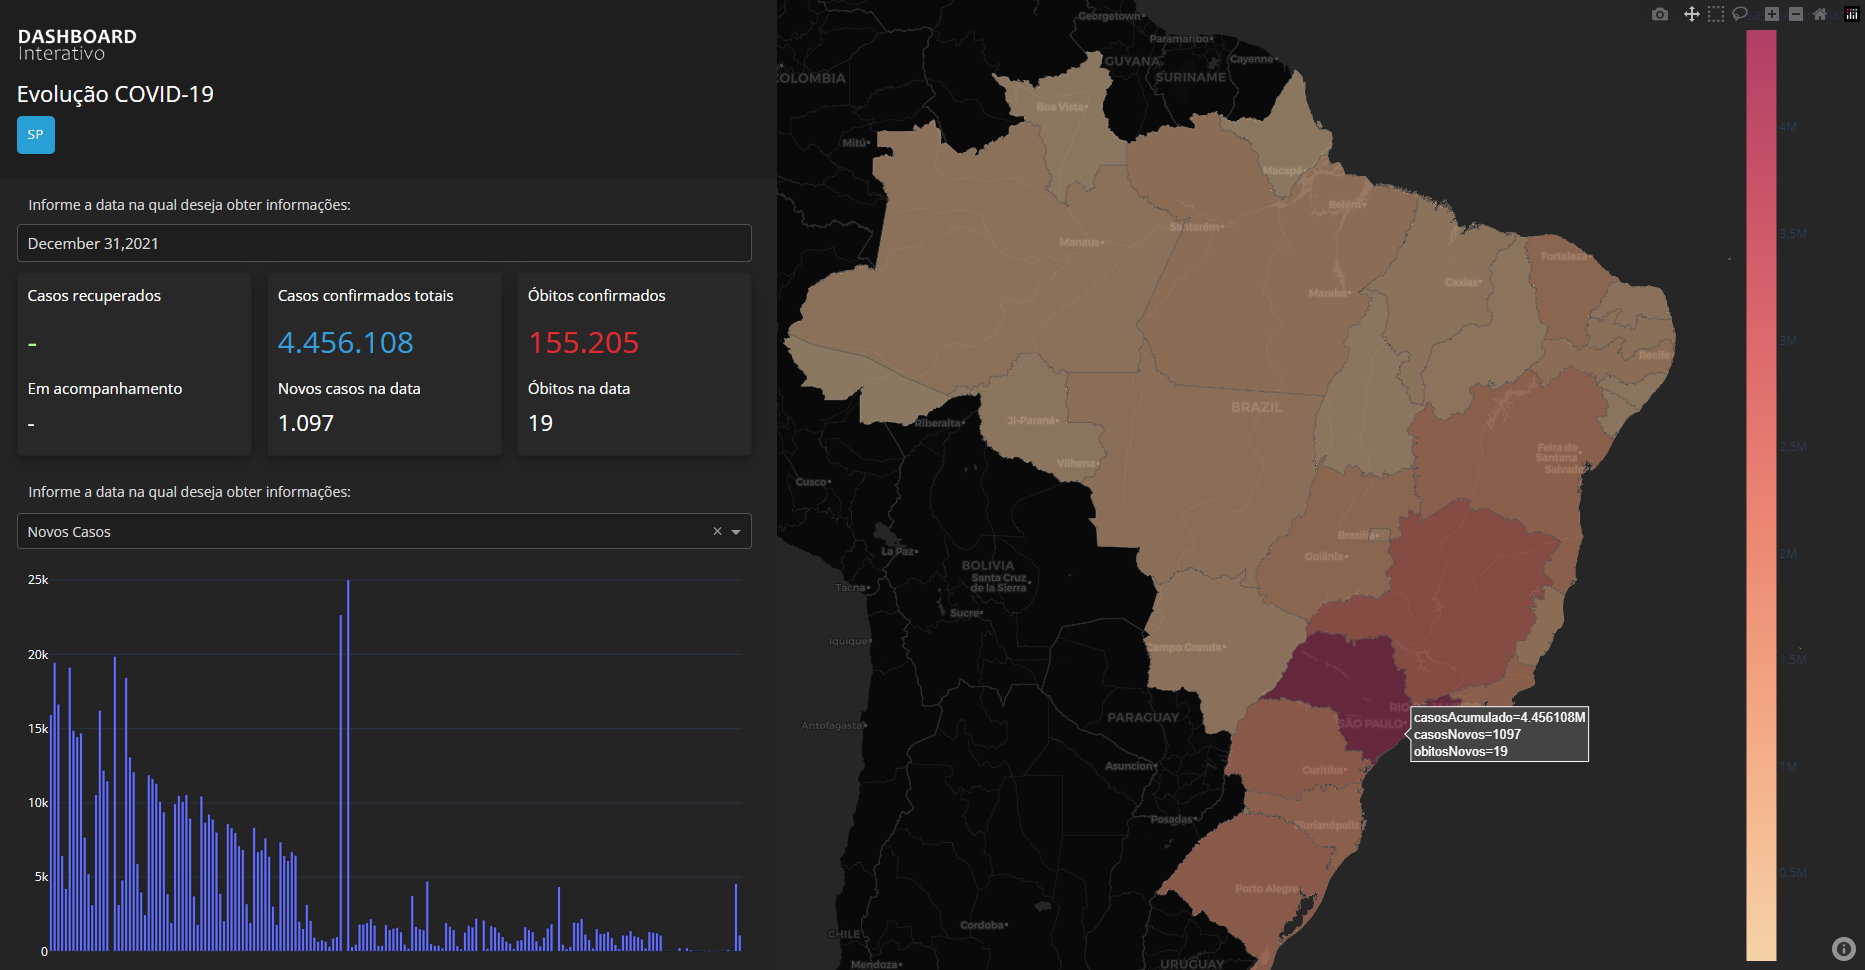 DASHBOARD
Interativo
Evolução COVID-19
SP
Informe a data na qual deseja obter informações:
December 31,2021
Casos recuperados
-
Em acompanhamento
-
Casos confirmados totais
4.456.108
Novos casos na data
1.097
Óbitos confirmados
155.205
Óbitos na data
19
Informe a data na qual deseja obter informações:
Novos Casos
25k
20k
15k
10k
5k
0
Georgetown
Paramaribo
Cayenne
GUYANA
SURINAME
Boa Vista
Mitú
Macapá
Belém
Santarém
Manaus
Marabá
Fortaleza
Caxias
Recife
BRAZIL
Riberalta
Ji-Paraná
Vilhena
Feira de
Santana
Salvador
Cusco
Brasília
Goiânia
La Paz
BOLIVIA
Santa Cruz
de la Sierra
Tacna
Sucre
Iquique
Campo Grande
PARAGUAY
Antofagasta
SÃO PAULO
casosAcumulado=4.456108M
casosNovos=1097
obitosNovos=19
Asuncion
Curitiba
Posadas
Florianópolis
Porto Alegre
Cordoba
CHILE
Mendoza
URUGUAY
4M
3.5M
3M
2.5M
2M
1.5M
1M
0.5M